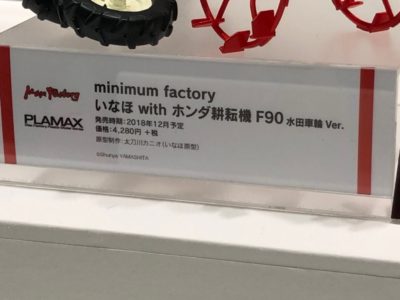 Max Factory
PLAMAX
minimum factory
いなほ with ホンダ耕耘機 F90 水田車輪 Ver.
発売時期：2018年12月予定
価格：4,280円 +税
原型制作：太刀川カニオ(いなほ原型)
©Shunya YAMASHITA